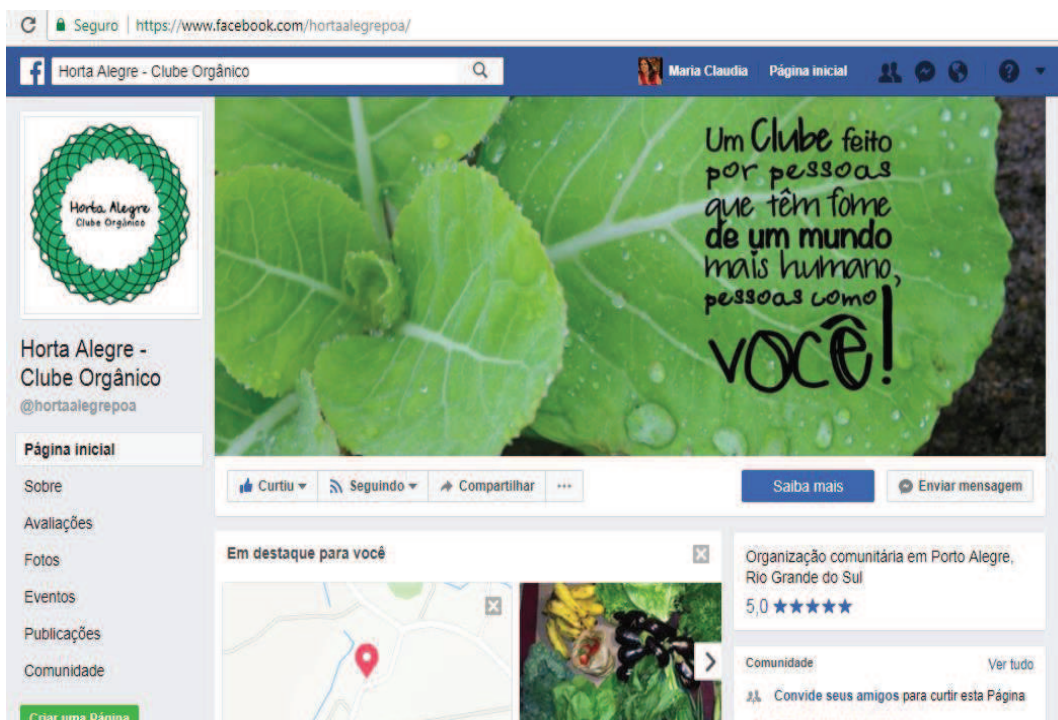 Seguro | https://www.facebook.com/hortaalegrepoa/
Horta Alegre - Clube Orgânico
Maria Claudia
Página inicial
Horta Alegre
Clube Orgânico
Um Clube feito
por pessoas
que têm fome
de um mundo
mais humano,
pessoas como
VOCÊ!
Horta Alegre -
Clube Orgânico
@hortaalegrepoa
Página inicial
Sobre
Avaliações
Fotos
Eventos
Publicações
Comunidade
Criar uma Página
Curtiu
Seguindo
Compartilhar
...
Saiba mais
Enviar mensagem
Em destaque para você
Organização comunitária em Porto Alegre,
Rio Grande do Sul
5,0 ★★★★★
Comunidade
Ver tudo
Convide seus amigos para curtir esta Página